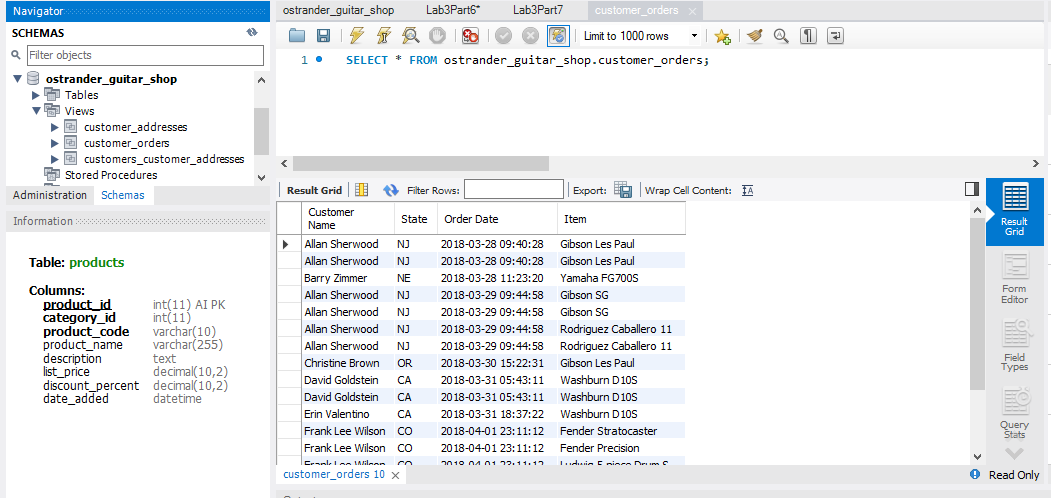 Navigator
SCHEMAS
Filter objects
ostrander_guitar_shop
Tables
Views
customer_addresses
customer_orders
customers_customer_addresses
Stored Procedures
Administration Schemas
Information
Table: products
Columns:
product_id int(11) AI PK
category_id int(11)
product_code varchar(10)
product_name varchar(255)
description text
list_price decimal(10,2)
discount_percent decimal(10,2)
date_added datetime
ostrander_guitar_shop Lab3Part6* Lab3Part7 customer_orders
Limit to 1000 rows
1 SELECT * FROM ostrander_guitar_shop.customer_orders;
Result Grid Filter Rows: Export: Wrap Cell Content:
Customer Name State Order Date Item
Allan Sherwood NJ 2018-03-28 09:40:28 Gibson Les Paul
Allan Sherwood NJ 2018-03-28 09:40:28 Gibson Les Paul
Barry Zimmer NE 2018-03-28 11:23:20 Yamaha FG700S
Allan Sherwood NJ 2018-03-29 09:44:58 Gibson SG
Allan Sherwood NJ 2018-03-29 09:44:58 Gibson SG
Allan Sherwood NJ 2018-03-29 09:44:58 Rodriguez Caballero 11
Allan Sherwood NJ 2018-03-29 09:44:58 Rodriguez Caballero 11
Christine Brown OR 2018-03-30 15:22:31 Gibson Les Paul
David Goldstein CA 2018-03-31 05:43:11 Washburn D10S
David Goldstein CA 2018-03-31 05:43:11 Washburn D10S
Erin Valentino CA 2018-03-31 18:37:22 Washburn D10S
Frank Lee Wilson CO 2018-04-01 23:11:12 Fender Stratocaster
Frank Lee Wilson CO 2018-04-01 23:11:12 Fender Precision
Frank Lee Wilson CO 2018-04-01 23:11:12 Ludwig 5-piece Drum S
Result
Grid
Form
Editor
Field
Types
Query
Stats
customer_orders 10
Read Only